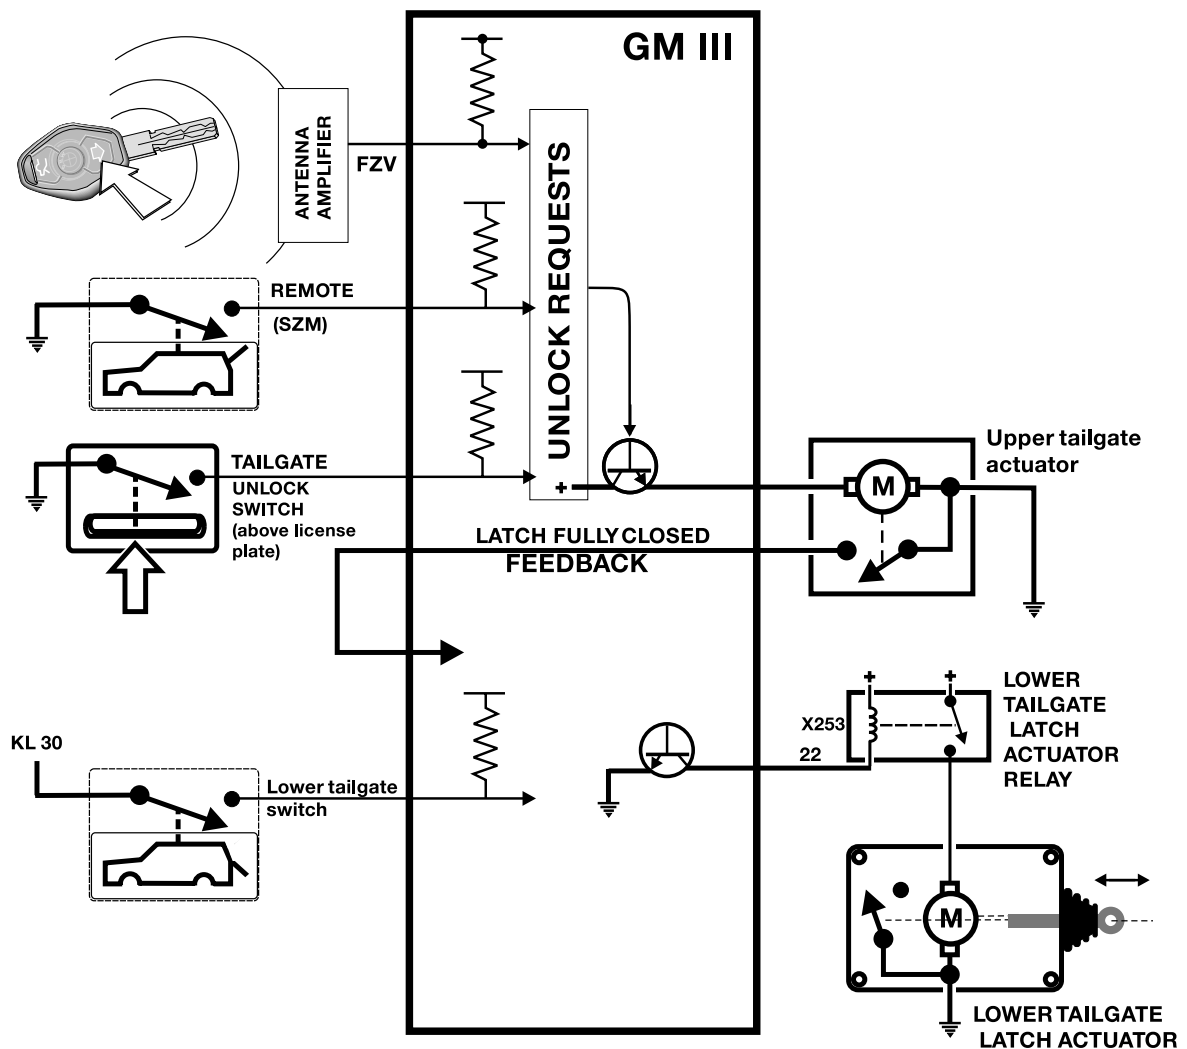 GM III
ANTENNA
AMPLIFIER
FZV
UNLOCK REQUESTS
REMOTE
(SZM)
TAILGATE
UNLOCK
SWITCH
(above license
plate)
+
M
Upper tailgate
actuator
LATCH FULLY CLOSED
FEEDBACK
KL 30
Lower tailgate
switch
+ +
X253
22
LOWER
TAILGATE
LATCH
ACTUATOR
RELAY
M
LOWER TAILGATE
LATCH ACTUATOR